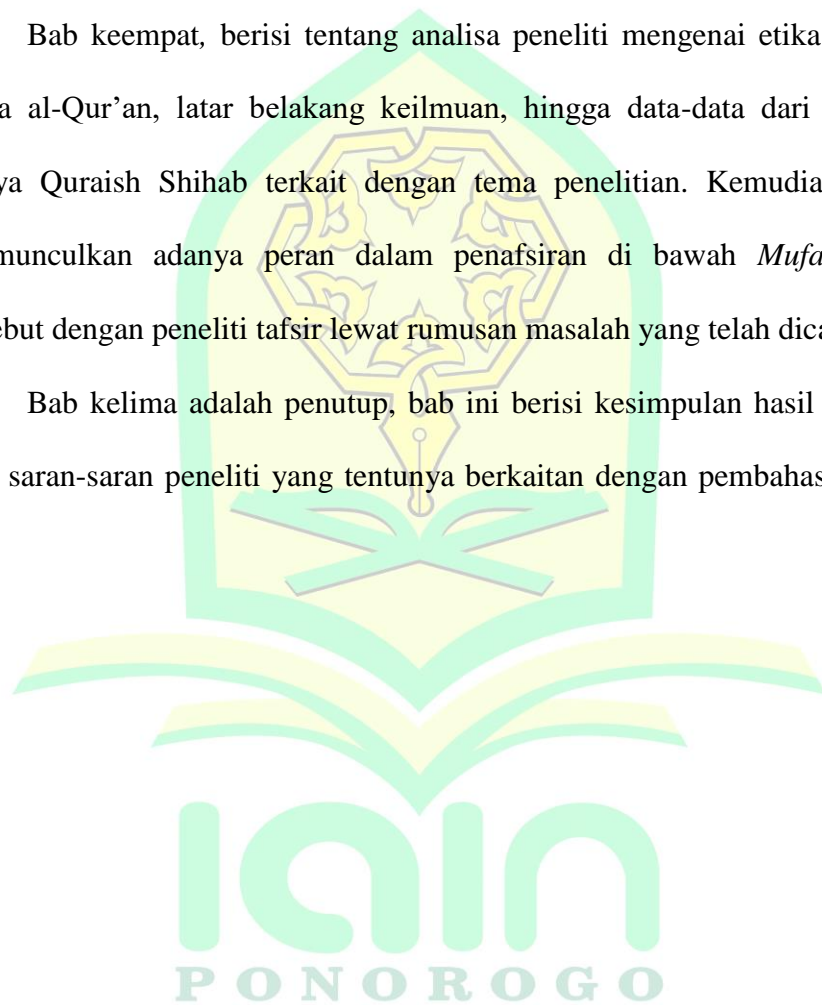 Bab keempat, berisi tentang analisa peneliti mengenai etika
a al-Qur’an, latar belakang keilmuan, hingga data-data dari
ya Quraish Shihab terkait dengan tema penelitian. Kemudia
munculkan adanya peran dalam penafsiran di bawah Mufa
ebut dengan peneliti tafsir lewat rumusan masalah yang telah dica
Bab kelima adalah penutup, bab ini berisi kesimpulan hasil
saran-saran peneliti yang tentunya berkaitan dengan pembahas
iain
PONOROGO